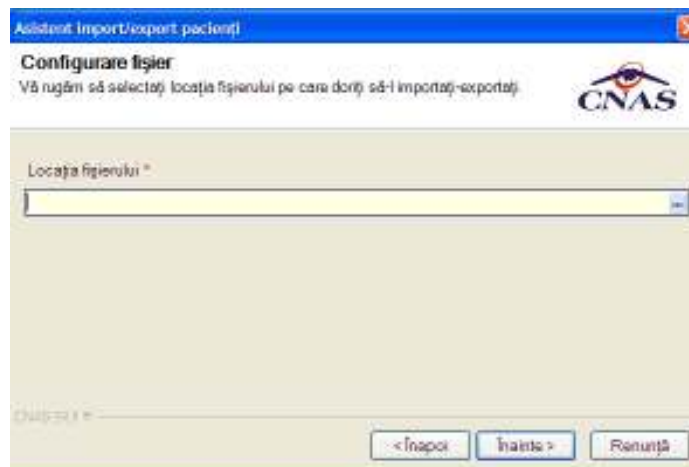 Asistent import/export pacienți
Configurare fișier
Vă rugăm să selectați locația fișierului pe care doriți să-l importați-exportați.
CNAS
Locația fișierului *
...
< Înapoi
Înainte >
Renunță